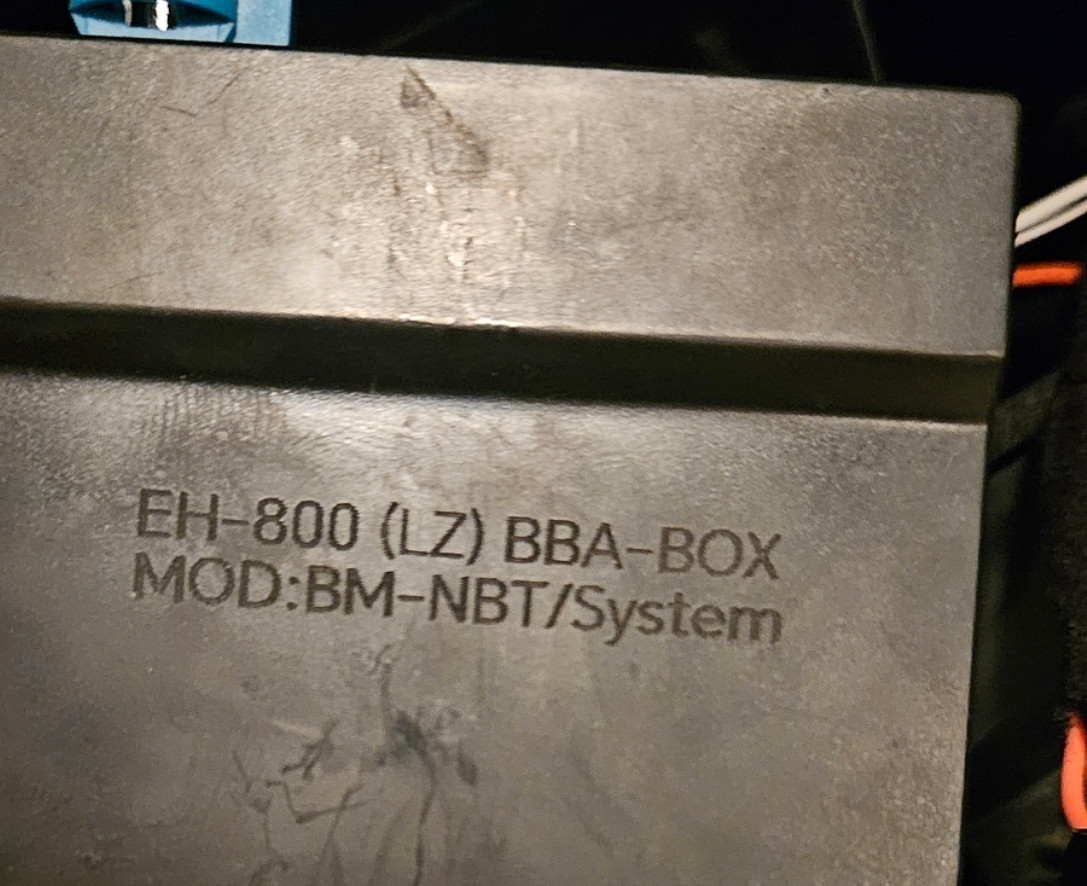 EH-800 (LZ) BBA-BOX
MOD:BM-NBT/System